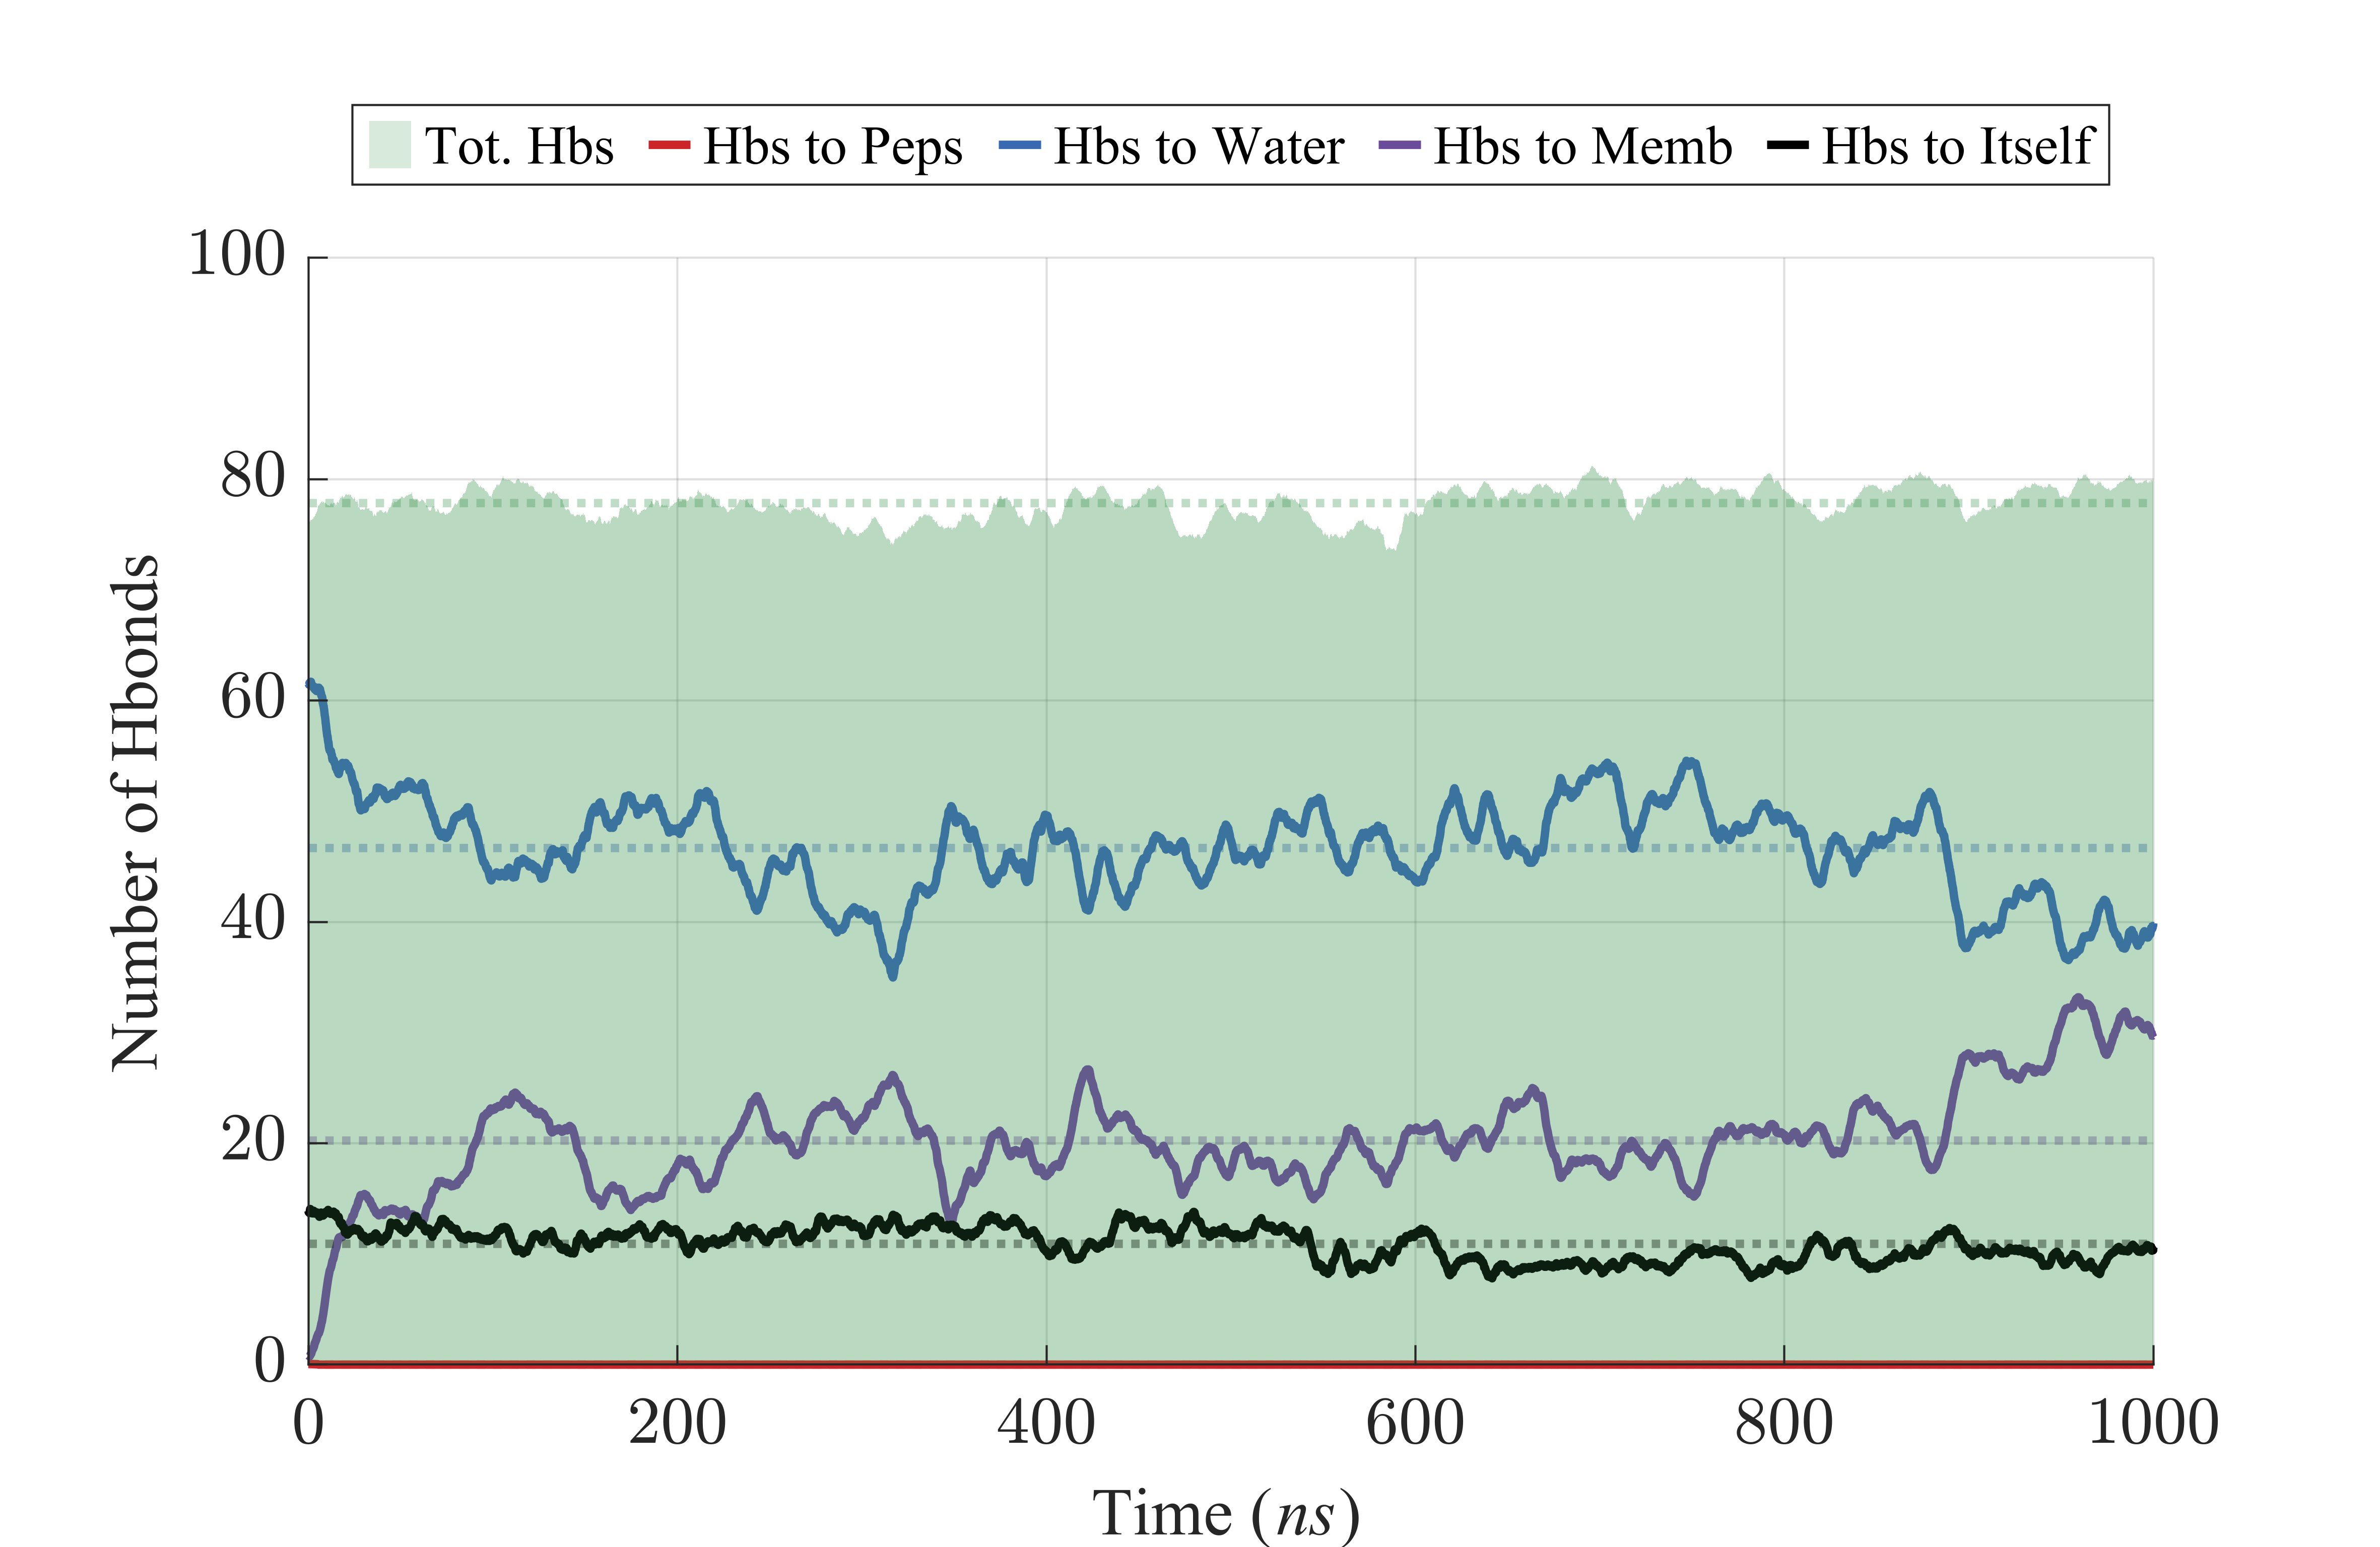 Tot. Hbs Hbs to Peps Hbs to Water Hbs to Memb Hbs to Itself
100
80
60
40
20
0
Number of Hbonds
0 200 400 600 800 1000
Time (ns)